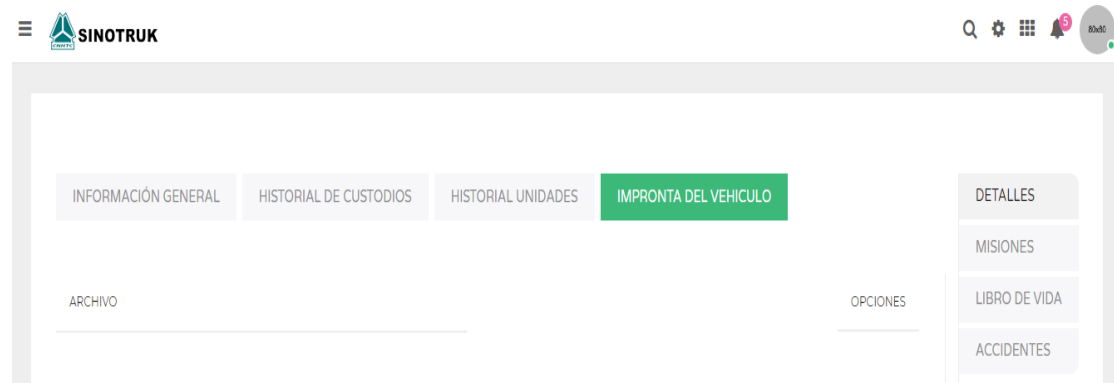 SINOTRUK
CNHTC
5
80x80
INFORMACIÓN GENERAL
HISTORIAL DE CUSTODIOS
HISTORIAL UNIDADES
IMPRONTA DEL VEHICULO
DETALLES
MISIONES
ARCHIVO
OPCIONES
LIBRO DE VIDA
ACCIDENTES